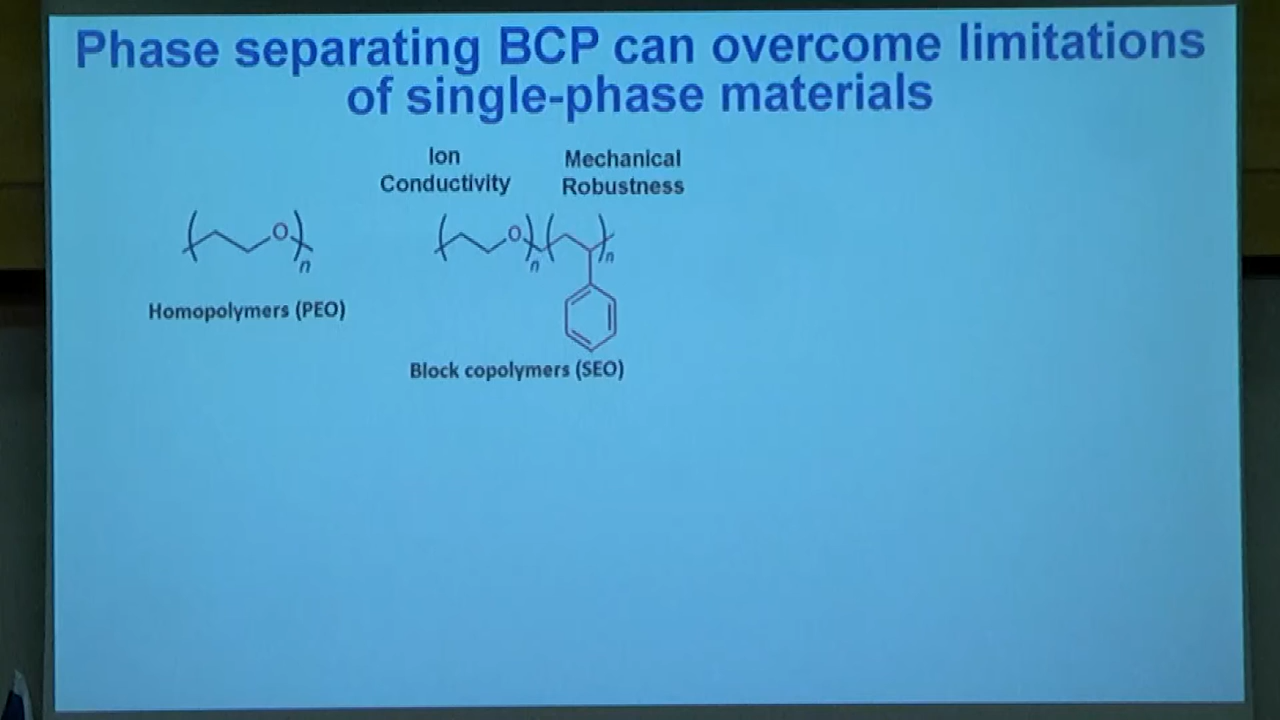 Phase separating BCP can overcome limitations
of single-phase materials
Ion
Conductivity
Mechanical
Robustness
O
n
O
n
n
Homopolymers (PEO)
Block copolymers (SEO)